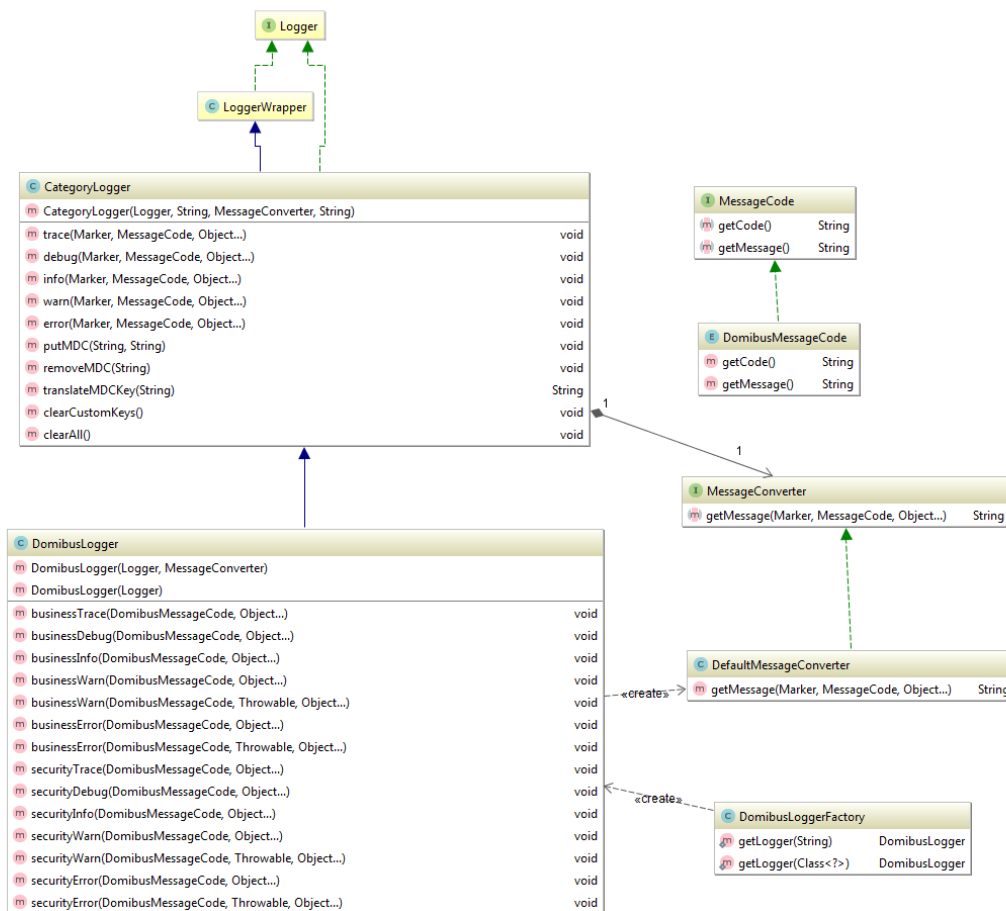 I Logger
C LoggerWrapper
C CategoryLogger
m CategoryLogger(Logger, String, MessageConverter, String)
m trace(Marker, MessageCode, Object...) void
m debug(Marker, MessageCode, Object...) void
m info(Marker, MessageCode, Object...) void
m warn(Marker, MessageCode, Object...) void
m error(Marker, MessageCode, Object...) void
m putMDC(String, String) void
m removeMDC(String) void
m translateMDCKey(String) String
m clearCustomKeys() void
m clearAll() void
I MessageCode
m getCode() String
m getMessage() String
E DomibusMessageCode
m getCode() String
m getMessage() String
1
1
I MessageConverter
m getMessage(Marker, MessageCode, Object...) String
C DomibusLogger
m DomibusLogger(Logger, MessageConverter)
m DomibusLogger(Logger)
m businessTrace(DomibusMessageCode, Object...) void
m businessDebug(DomibusMessageCode, Object...) void
m businessInfo(DomibusMessageCode, Object...) void
m businessWarn(DomibusMessageCode, Object...) void
m businessWarn(DomibusMessageCode, Throwable, Object...) void
m businessError(DomibusMessageCode, Object...) void
m businessError(DomibusMessageCode, Throwable, Object...) void
m securityTrace(DomibusMessageCode, Object...) void
m securityDebug(DomibusMessageCode, Object...) void
m securityInfo(DomibusMessageCode, Object...) void
m securityWarn(DomibusMessageCode, Object...) void
m securityWarn(DomibusMessageCode, Throwable, Object...) void
m securityError(DomibusMessageCode, Object...) void
m securityError(DomibusMessageCode, Throwable, Object...) void
C DefaultMessageConverter
m getMessage(Marker, MessageCode, Object...) String
«create»
«create»
C DomibusLoggerFactory
m getLogger(String) DomibusLogger
m getLogger(Class<?>) DomibusLogger